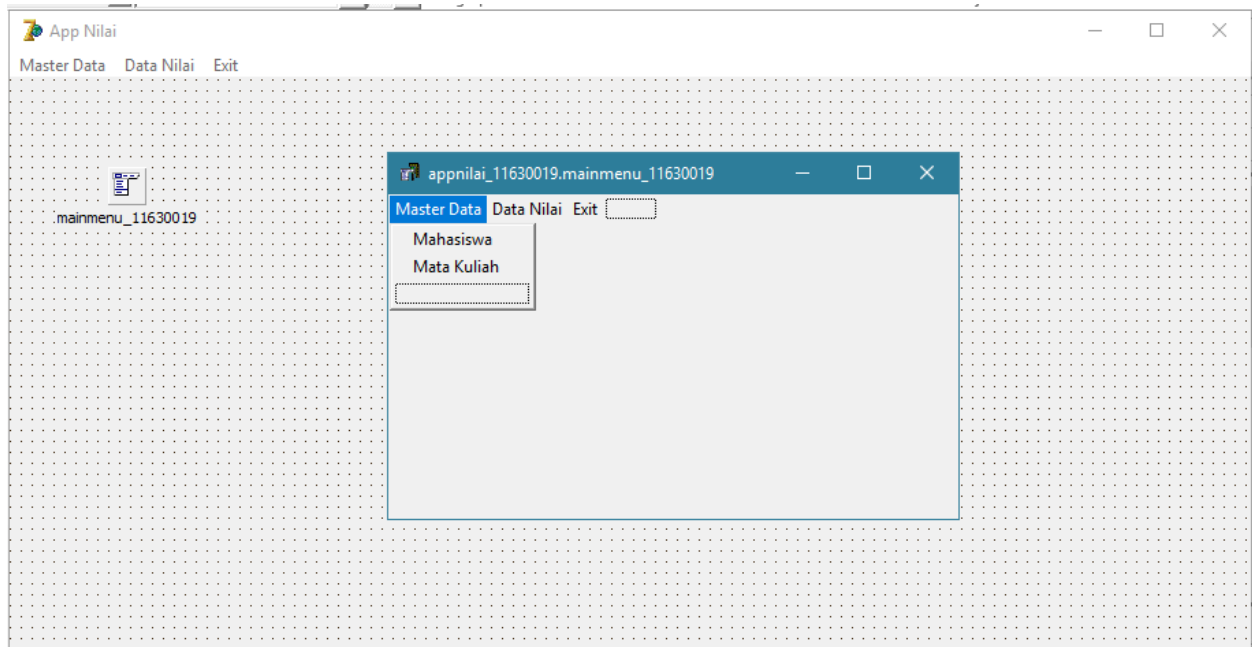 App Nilai
Master Data Data Nilai Exit
appnilai_11630019.mainmenu_11630019
Master Data Data Nilai Exit
Mahasiswa
Mata Kuliah
mainmenu_11630019